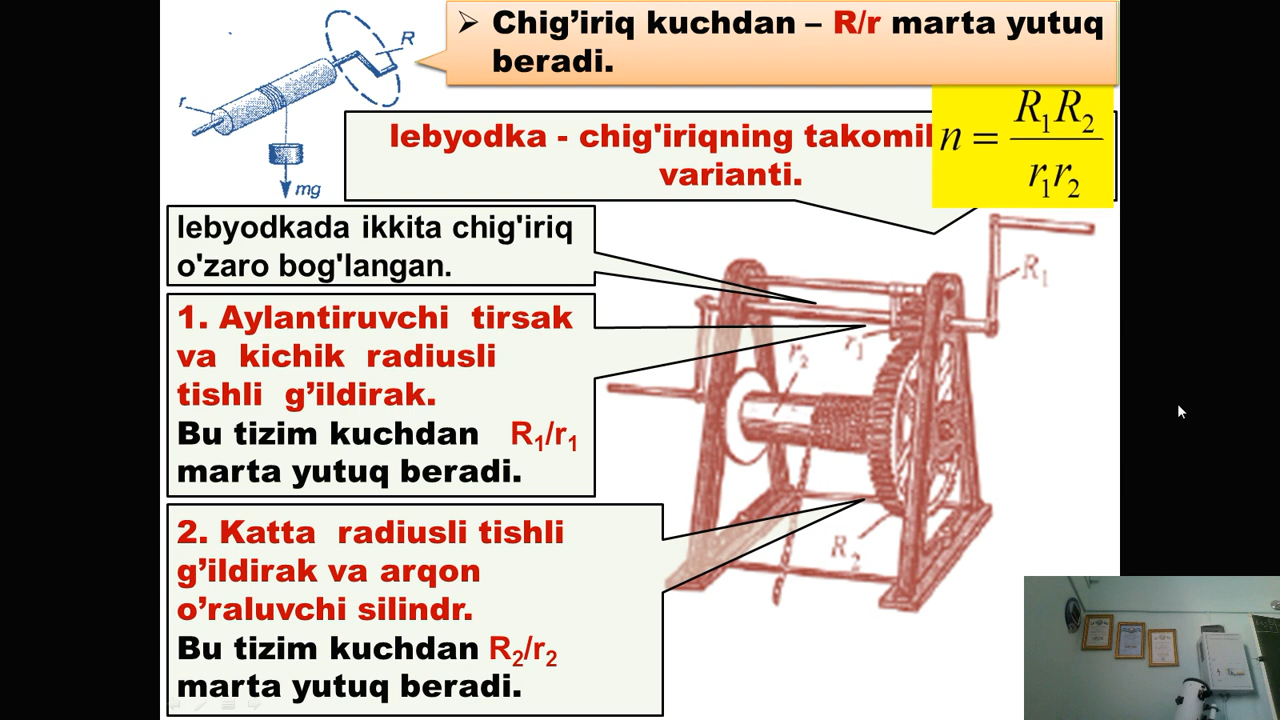 ➢ Chig’iriq kuchdan – R/r marta yutuq
beradi.
R
r
mg
lebyodka - chig'iriqning takomil
varianti.
n = R₁R₂ / r₁r₂
lebyodkada ikkita chig'iriq
o'zaro bog'langan.
1. Aylantiruvchi tirsak
va kichik radiusli
tishli g’ildirak.
Bu tizim kuchdan R₁/r₁
marta yutuq beradi.
2. Katta radiusli tishli
g’ildirak va arqon
o’raluvchi silindr.
Bu tizim kuchdan R₂/r₂
marta yutuq beradi.
R₁
r₁
r₂
R₂